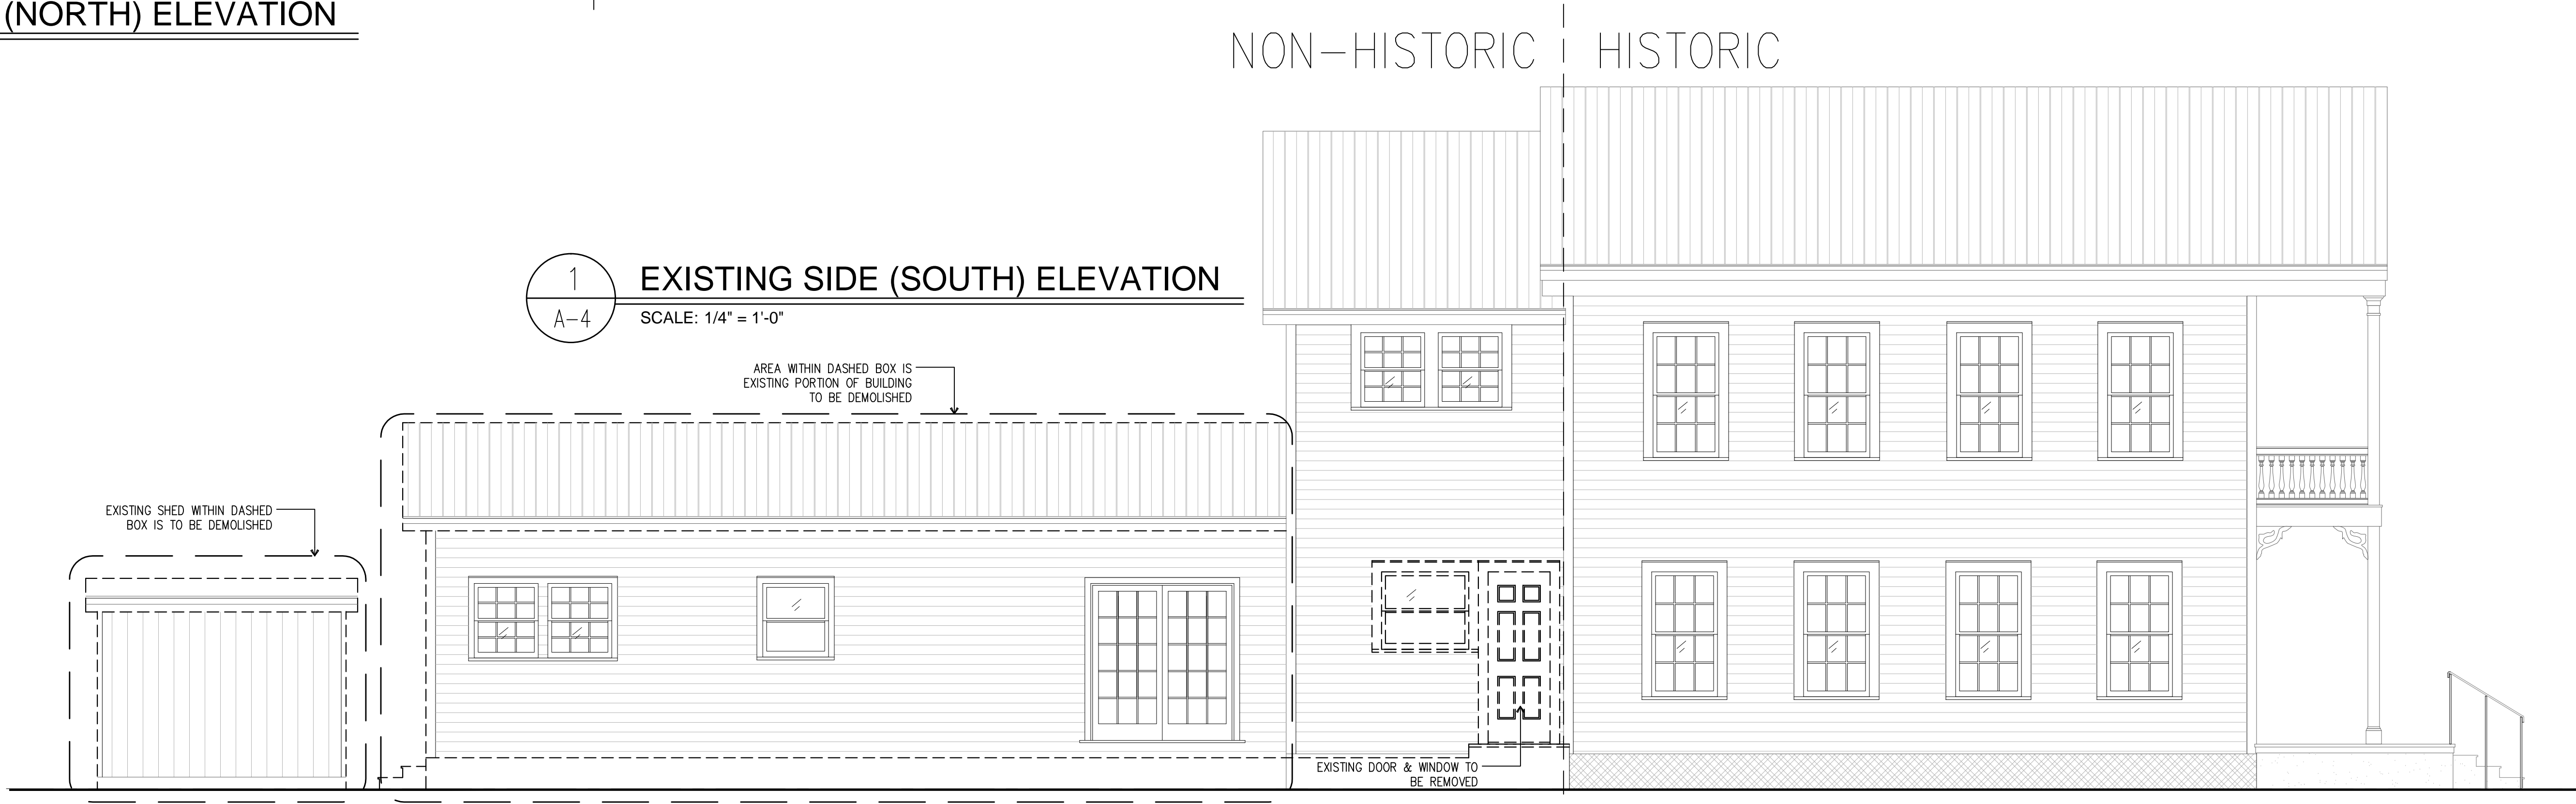 (NORTH) ELEVATION
NON-HISTORIC HISTORIC
1
A-4
EXISTING SIDE (SOUTH) ELEVATION
SCALE: 1/4" = 1'-0"
AREA WITHIN DASHED BOX IS
EXISTING PORTION OF BUILDING
TO BE DEMOLISHED
EXISTING SHED WITHIN DASHED
BOX IS TO BE DEMOLISHED
EXISTING DOOR & WINDOW TO
BE REMOVED